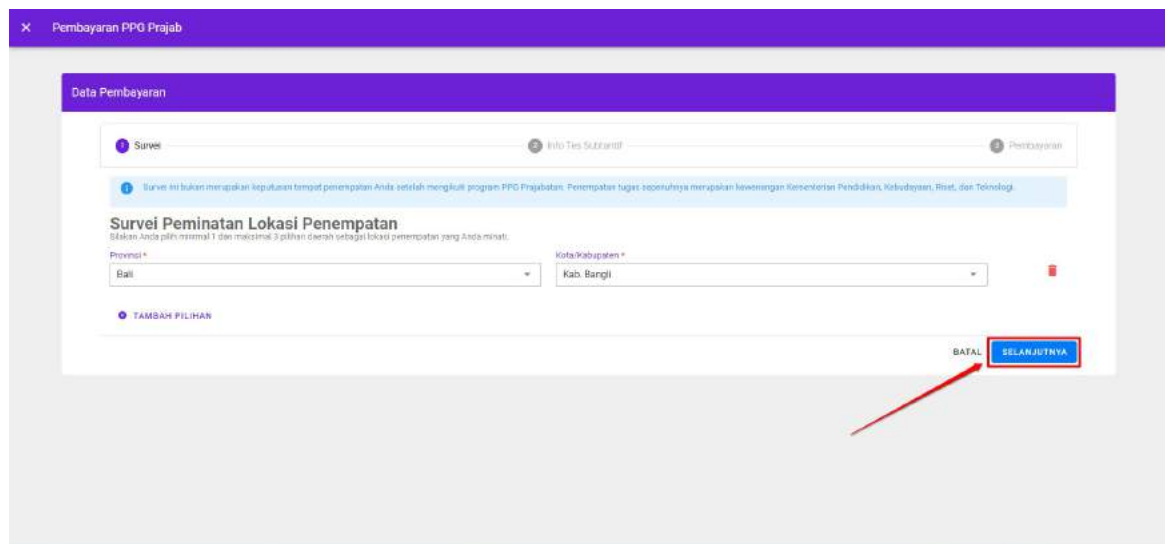 × Pembayaran PPG Prajab
Data Pembayaran
1 Survei 2 Info Tes Substantif 3 Pembayaran
Survei ini bukan merupakan keputusan tempat penempatan Anda setelah mengikuti program PPG Prajabatan. Penempatan tugas sepenuhnya merupakan kewenangan Kementerian Pendidikan, Kebudayaan, Riset, dan Teknologi.
Survei Peminatan Lokasi Penempatan
Silakan Anda pilih minimal 1 dan maksimal 3 pilihan daerah sebagai lokasi penempatan yang Anda minati.
Provinsi * Kota/Kabupaten *
Bali Kab. Bangli
TAMBAH PILIHAN
BATAL SELANJUTNYA